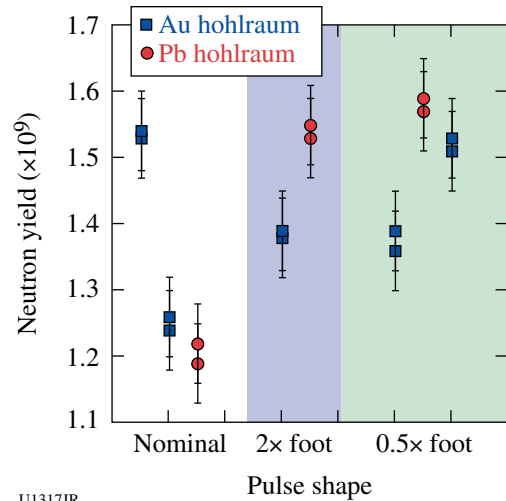 Au hohlraum
Pb hohlraum
Neutron yield (×10⁹)
1.7
1.6
1.5
1.4
1.3
1.2
1.1
Nominal 2× foot 0.5× foot
Pulse shape
U1317JR